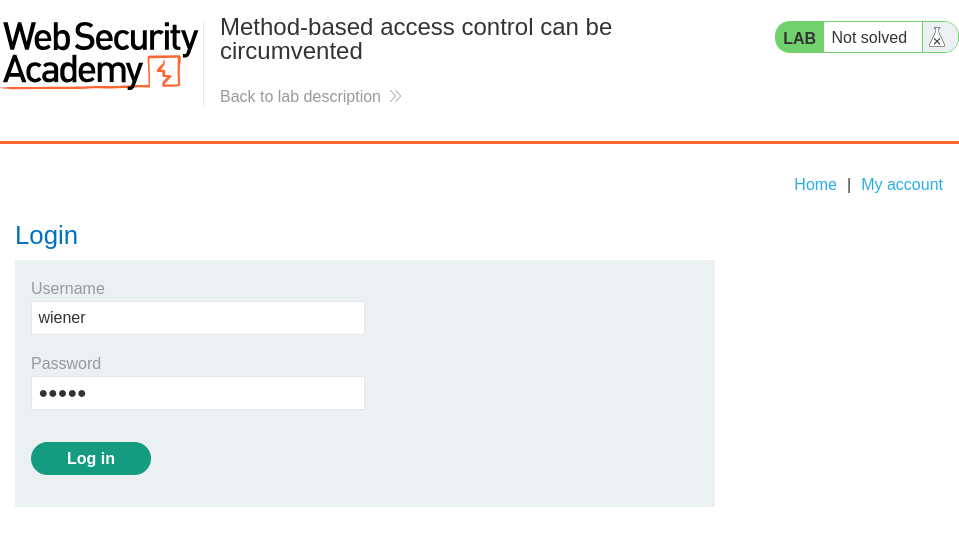 Web Security
Academy
Method-based access control can be
circumvented
Back to lab description
LAB
Not solved
Home | My account
Login
Username
wiener
Password
●●●●●
Log in